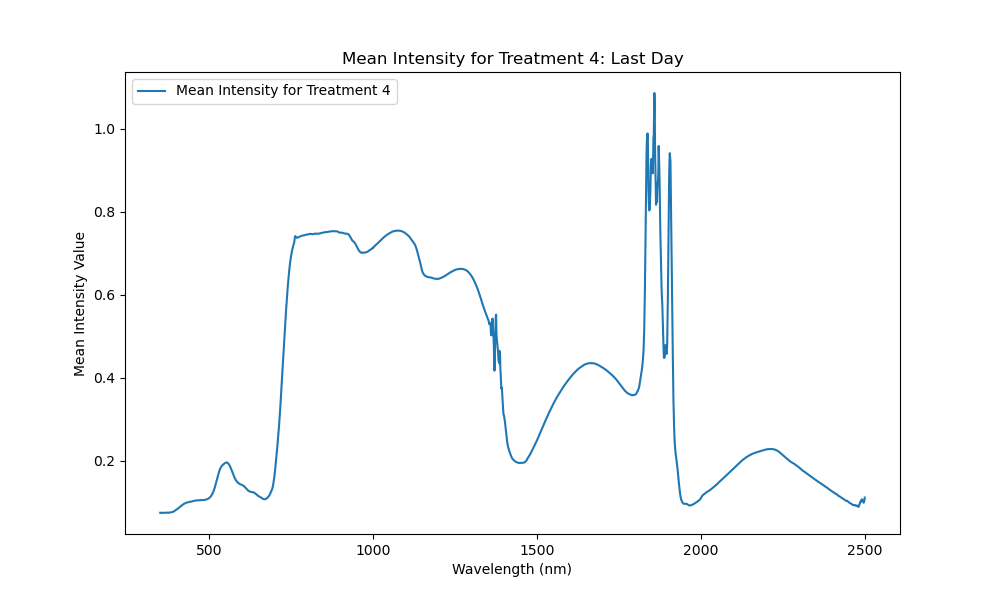 Mean Intensity for Treatment 4: Last Day
Mean Intensity for Treatment 4
1.0
0.8
0.6
0.4
0.2
Mean Intensity Value
500 1000 1500 2000 2500
Wavelength (nm)